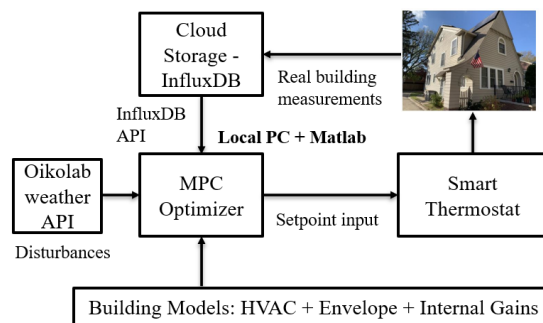 Cloud
Storage -
InfluxDB
Real building
measurements
InfluxDB
API
Local PC + Matlab
Oikolab
weather
API
MPC
Optimizer
Setpoint input
Smart
Thermostat
Disturbances
Building Models: HVAC + Envelope + Internal Gains